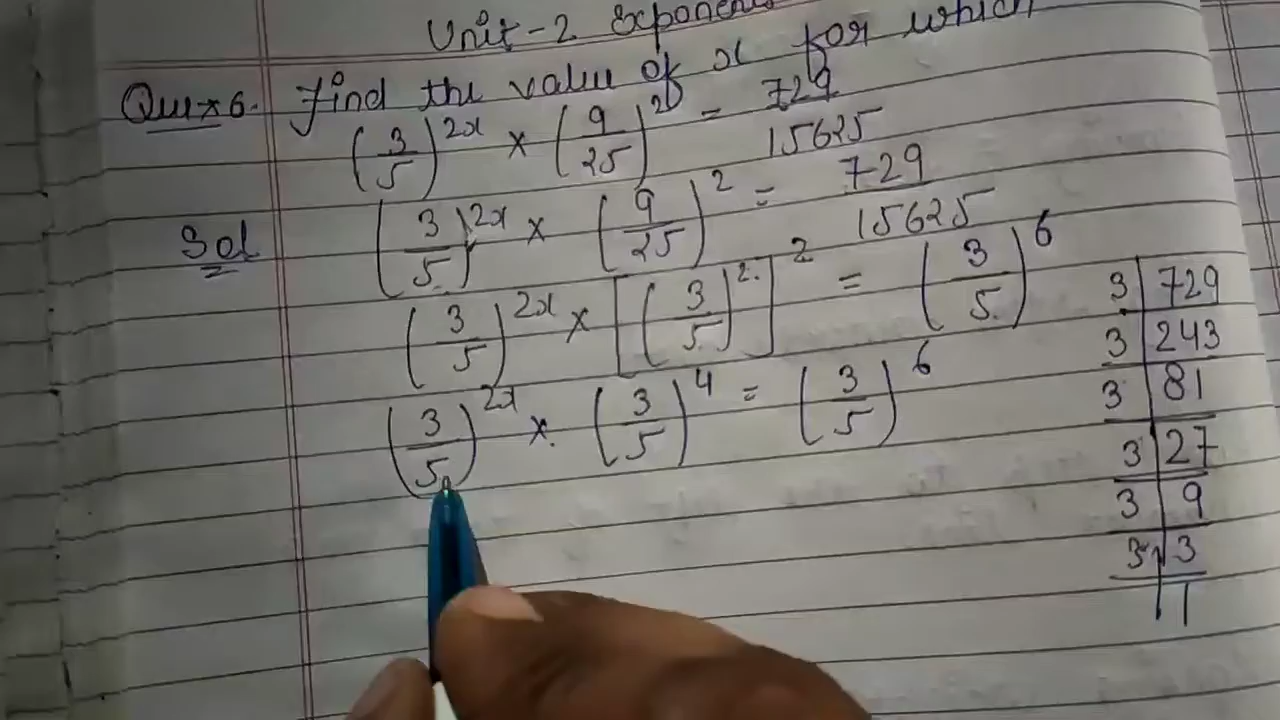 Unit-2 Exponents
Qus 6. Find the value of x for which
(3/5)^2x × (9/25)^2 = 729/15625
Sol (3/5)^2x × (9/25)^2 = 729/15625
(3/5)^2x × [(3/5)^2]^2 = (3/5)^6
(3/5)^2x × (3/5)^4 = (3/5)^6
3 | 729
3 | 243
3 | 81
3 | 27
3 | 9
3 | 3
| 1